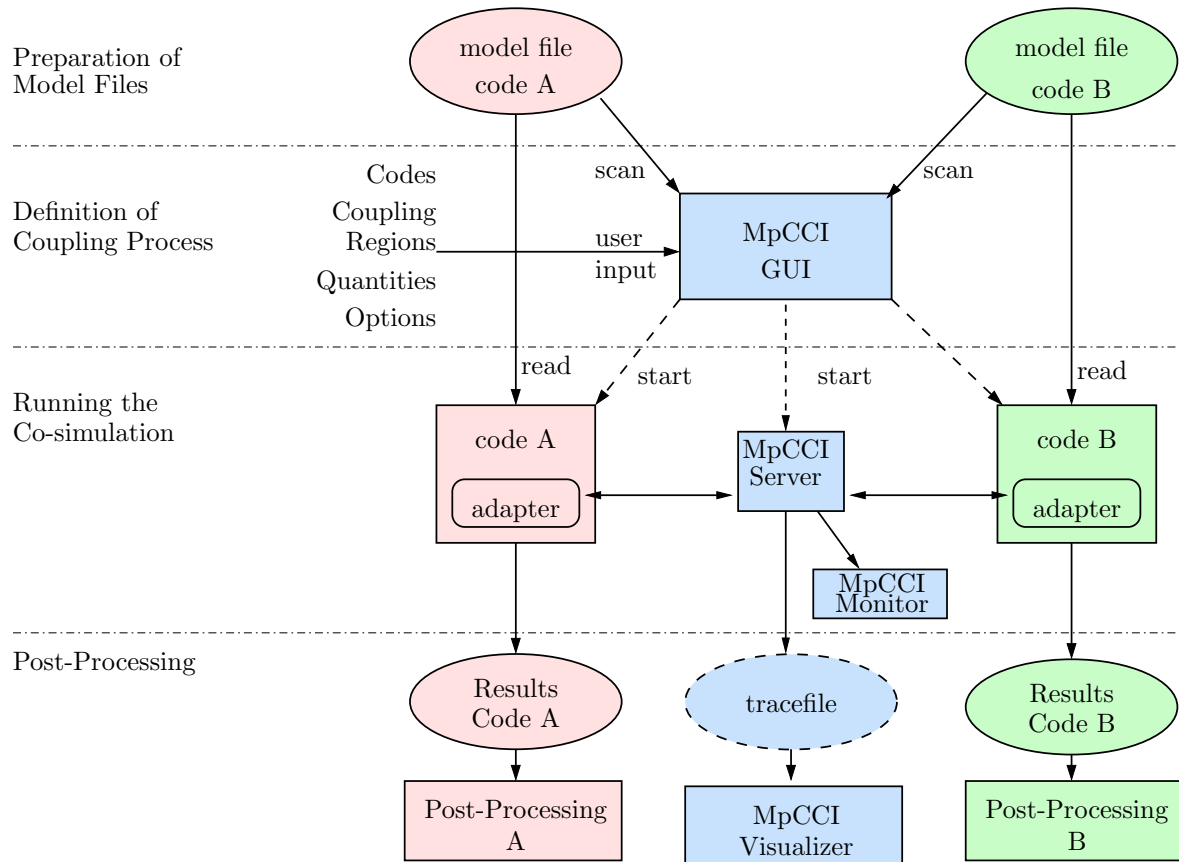 Preparation of
Model Files
model file
code A
model file
code B
Definition of
Coupling Process
Codes
Coupling
Regions
Quantities
Options
scan
scan
user
input
MpCCI
GUI
read
start
start
read
Running the
Co-simulation
code A
adapter
MpCCI
Server
code B
adapter
MpCCI
Monitor
Post-Processing
Results
Code A
tracefile
Results
Code B
Post-Processing
A
MpCCI
Visualizer
Post-Processing
B